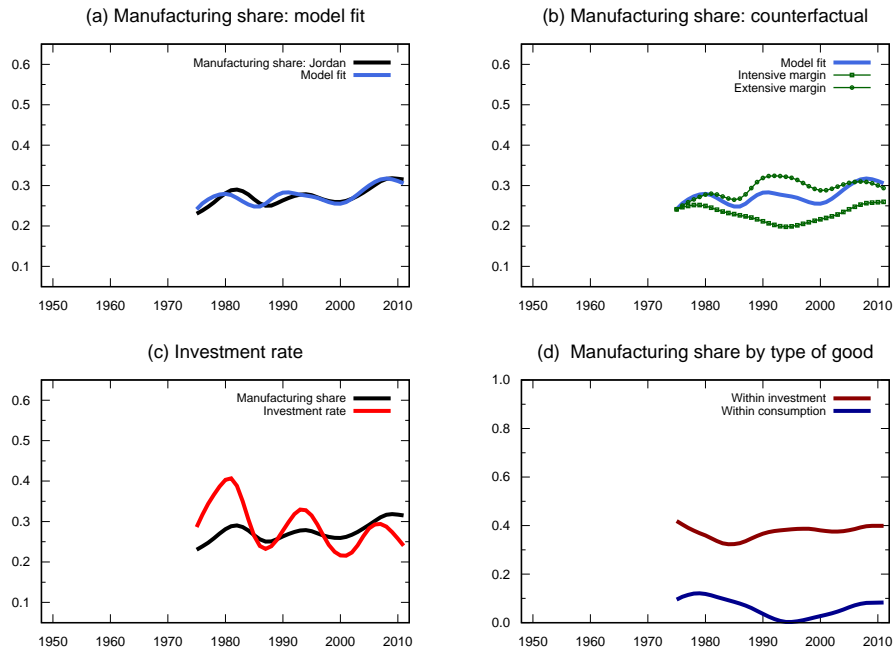 (a) Manufacturing share: model fit
Manufacturing share: Jordan
Model fit
0.6
0.5
0.4
0.3
0.2
0.1
1950 1960 1970 1980 1990 2000 2010
(b) Manufacturing share: counterfactual
Model fit
Intensive margin
Extensive margin
0.6
0.5
0.4
0.3
0.2
0.1
1950 1960 1970 1980 1990 2000 2010
(c) Investment rate
Manufacturing share
Investment rate
0.6
0.5
0.4
0.3
0.2
0.1
1950 1960 1970 1980 1990 2000 2010
(d) Manufacturing share by type of good
Within investment
Within consumption
1.0
0.8
0.6
0.4
0.2
0.0
1950 1960 1970 1980 1990 2000 2010